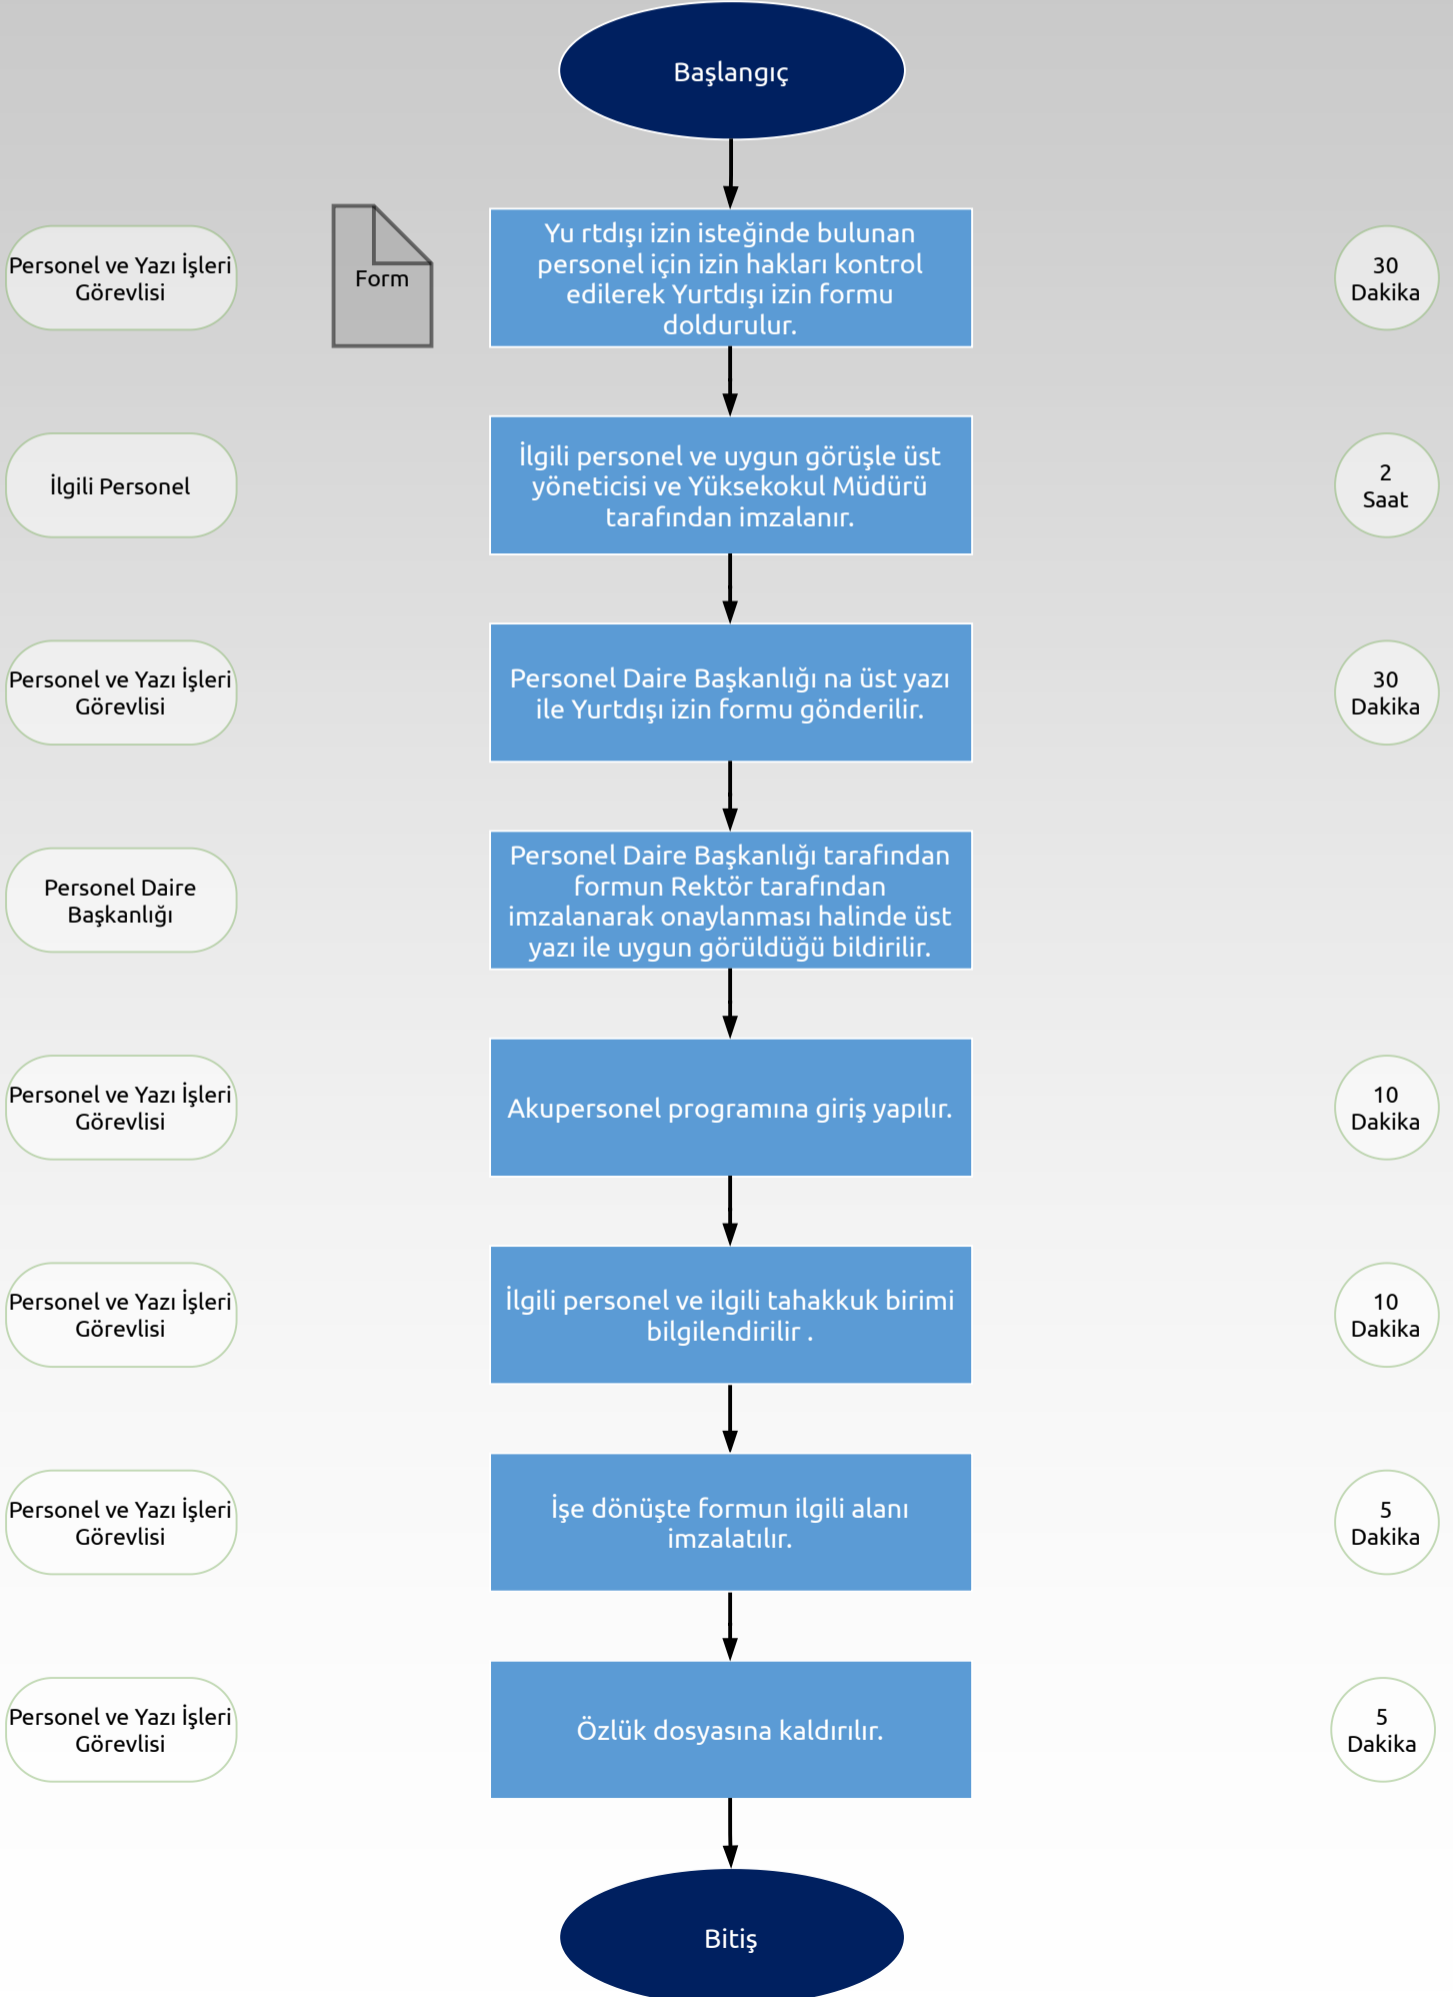 Başlangıç
Personel ve Yazı İşleri
Görevlisi
Form
Yu rtdışı izin isteğinde bulunan
personel için izin hakları kontrol
edilerek Yurtdışı izin formu
doldurulur.
30
Dakika
İlgili Personel
İlgili personel ve uygun görüşle üst
yöneticisi ve Yüksekokul Müdürü
tarafından imzalanır.
2
Saat
Personel ve Yazı İşleri
Görevlisi
Personel Daire Başkanlığı na üst yazı
ile Yurtdışı izin formu gönderilir.
30
Dakika
Personel Daire
Başkanlığı
Personel Daire Başkanlığı tarafından
formun Rektör tarafından
imzalanarak onaylanması halinde üst
yazı ile uygun görüldüğü bildirilir.
Personel ve Yazı İşleri
Görevlisi
Akupersonel programına giriş yapılır.
10
Dakika
Personel ve Yazı İşleri
Görevlisi
İlgili personel ve ilgili tahakkuk birimi
bilgilendirilir .
10
Dakika
Personel ve Yazı İşleri
Görevlisi
İşe dönüşte formun ilgili alanı
imzalatılır.
5
Dakika
Personel ve Yazı İşleri
Görevlisi
Özlük dosyasına kaldırılır.
5
Dakika
Bitiş